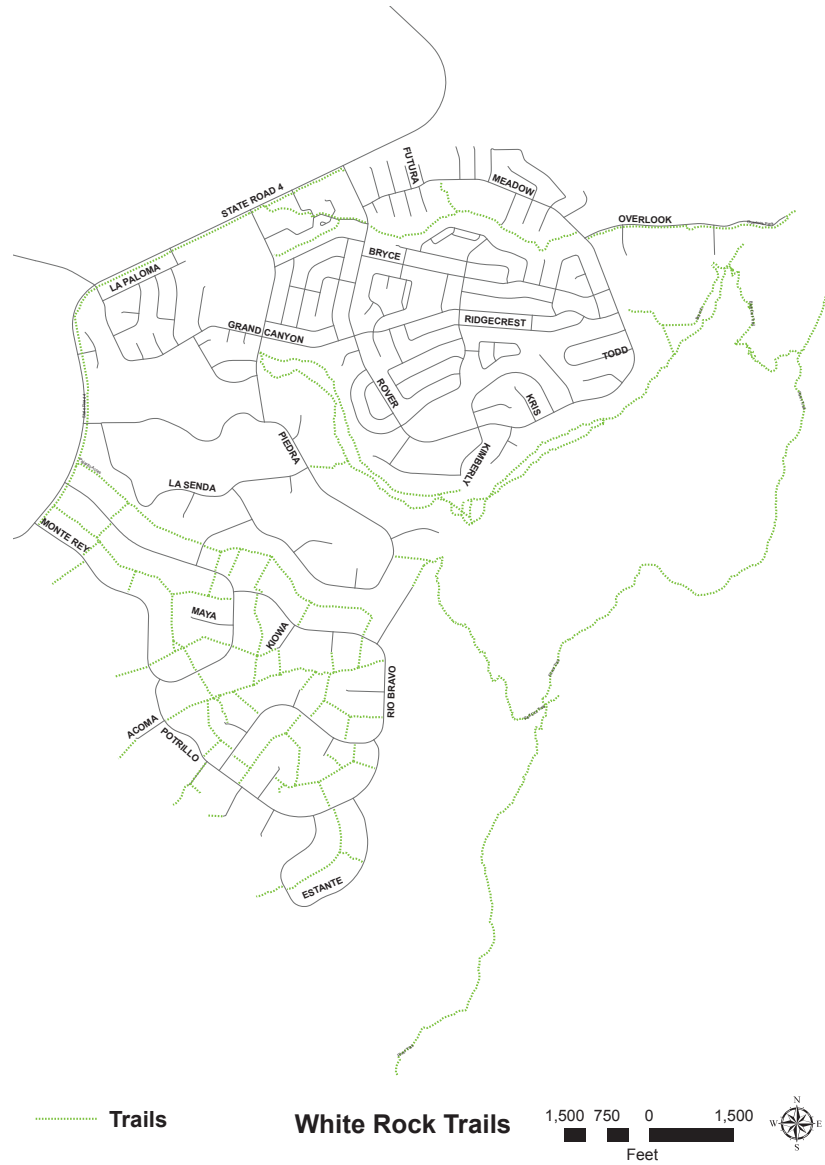 FUTURA
MEADOW
STATE ROAD 4
OVERLOOK
BRYCE
LA PALOMA
RIDGECREST
GRAND CANYON
TODD
ROVER
KRIS
PIEDRA
KIMBERLY
LA SENDA
MONTE REY
MAYA
KIOWA
RIO BRAVO
ACOMA
POTRILLO
ESTANTE
Trails
White Rock Trails
1,500 750 0 1,500
Feet
N
W E
S